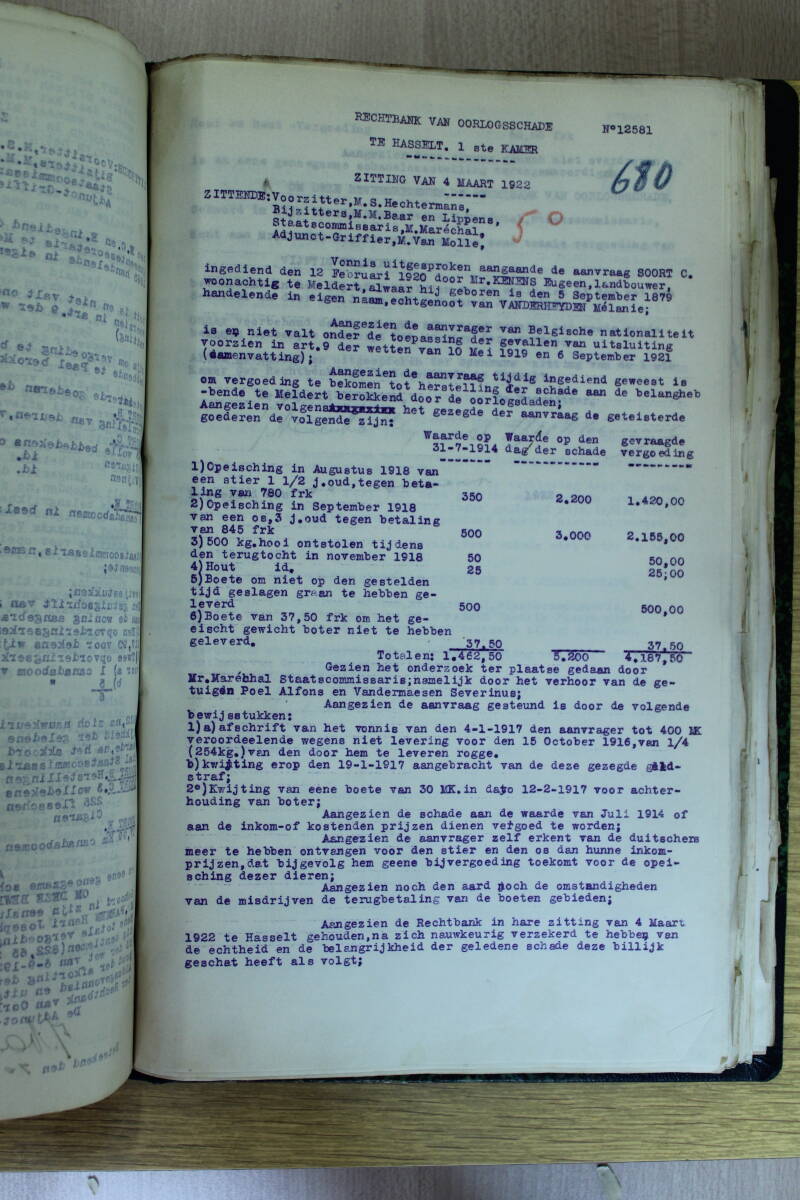 RECHTBANK VAN OORLOGSSCHADE N°12581
TE HASSELT. 1 ste KAMER
680
ZITTING VAN 4 MAART 1922
ZITTENDE:Voorzitter,M.S.Hechtermans,
Bijzitters,M.M.Baar en Lippens,
Staatscommissaris,M.Maréchal,
Adjunct-Griffier,M.Van Molle,
50
Vonnis uitgesproken aangaande de aanvraag SOORT C.
ingediend den 12 Februari 1920 door Mr.KENENS Eugeen,landbouwer,
woonachtig te Meldert,alwaar hij geboren is den 5 September 1879
handelende in eigen naam,echtgenoot van VANDERHEYDEN Mélanie;
Aangezien de aanvrager van Belgische nationaliteit
is en niet valt onder de toepassing der gevallen van uitsluiting
voorzien in art.9 der wetten van 10 Mei 1919 en 6 September 1921
(samenvatting);
Aangezien de aanvraag tijdig ingediend geweest is
om vergoeding te bekomen tot herstelling der schade aan de belangheb
-bende te Meldert berokkend door de oorlogsdaden;
Aangezien volgens het gezegde der aanvraag de geteisterde
goederen de volgende zijn:
Waarde op Waarde op den gevraagde
31-7-1914 dag der schade vergoeding
1)Opeisching in Augustus 1918 van
een stier 1 1/2 j.oud,tegen beta-
ling van 780 frk 350 2.200 1.420,00
2)Opeisching in September 1918
van een os,3 j.oud tegen betaling
van 845 frk 500 3.000 2.155,00
3)500 kg.hooi ontstolen tijdens
den terugtocht in november 1918 50 50,00
4)Hout id. 25 25;00
5)Boete om niet op den gestelden
tijd geslagen graan te hebben ge-
leverd 500 500,00
6)Boete van 37,50 frk om het ge-
eischt gewicht boter niet te hebben
geleverd. 37.50 37.50
Totalen: 1.462,50 5.200 4.187,50
Gezien het onderzoek ter plaatse gedaan door
Mr.Maréhhal Staatscommissaris;namelijk door het verhoor van de ge-
tuigen Poel Alfons en Vandermaesen Severinus;
Aangezien de aanvraag gesteund is door de volgende
bewijsstukken:
1)a)afschrift van het vonnis van den 4-1-1917 den aanvrager tot 400 MK
veroordeelende wegens niet levering voor den 15 October 1916,van 1/4
(254kg.)van den door hem te leveren rogge.
b)kwijting erop den 19-1-1917 aangebracht van de deze gezegde geld-
straf;
2°)Kwijting van eene boete van 30 MK.in dato 12-2-1917 voor achter-
houding van boter;
Aangezien de schade aan de waarde van Juli 1914 of
aan de inkom-of kostenden prijzen dienen vergoed te worden;
Aangezien de aanvrager zelf erkent van de duitschers
meer te hebben ontvangen voor den stier en den os dan hunne inkom-
prijzen,dat bijgevolg hem geene bijvergoeding toekomt voor de opei-
sching dezer dieren;
Aangezien noch den aard noch de omstandigheden
van de misdrijven de terugbetaling van de boeten gebieden;
Aangezien de Rechtbank in hare zitting van 4 Maart
1922 te Hasselt gehouden,na zich nauwkeurig verzekerd te hebben van
de echtheid en de belangrijkheid der geledene schade deze billijk
geschat heeft als volgt;